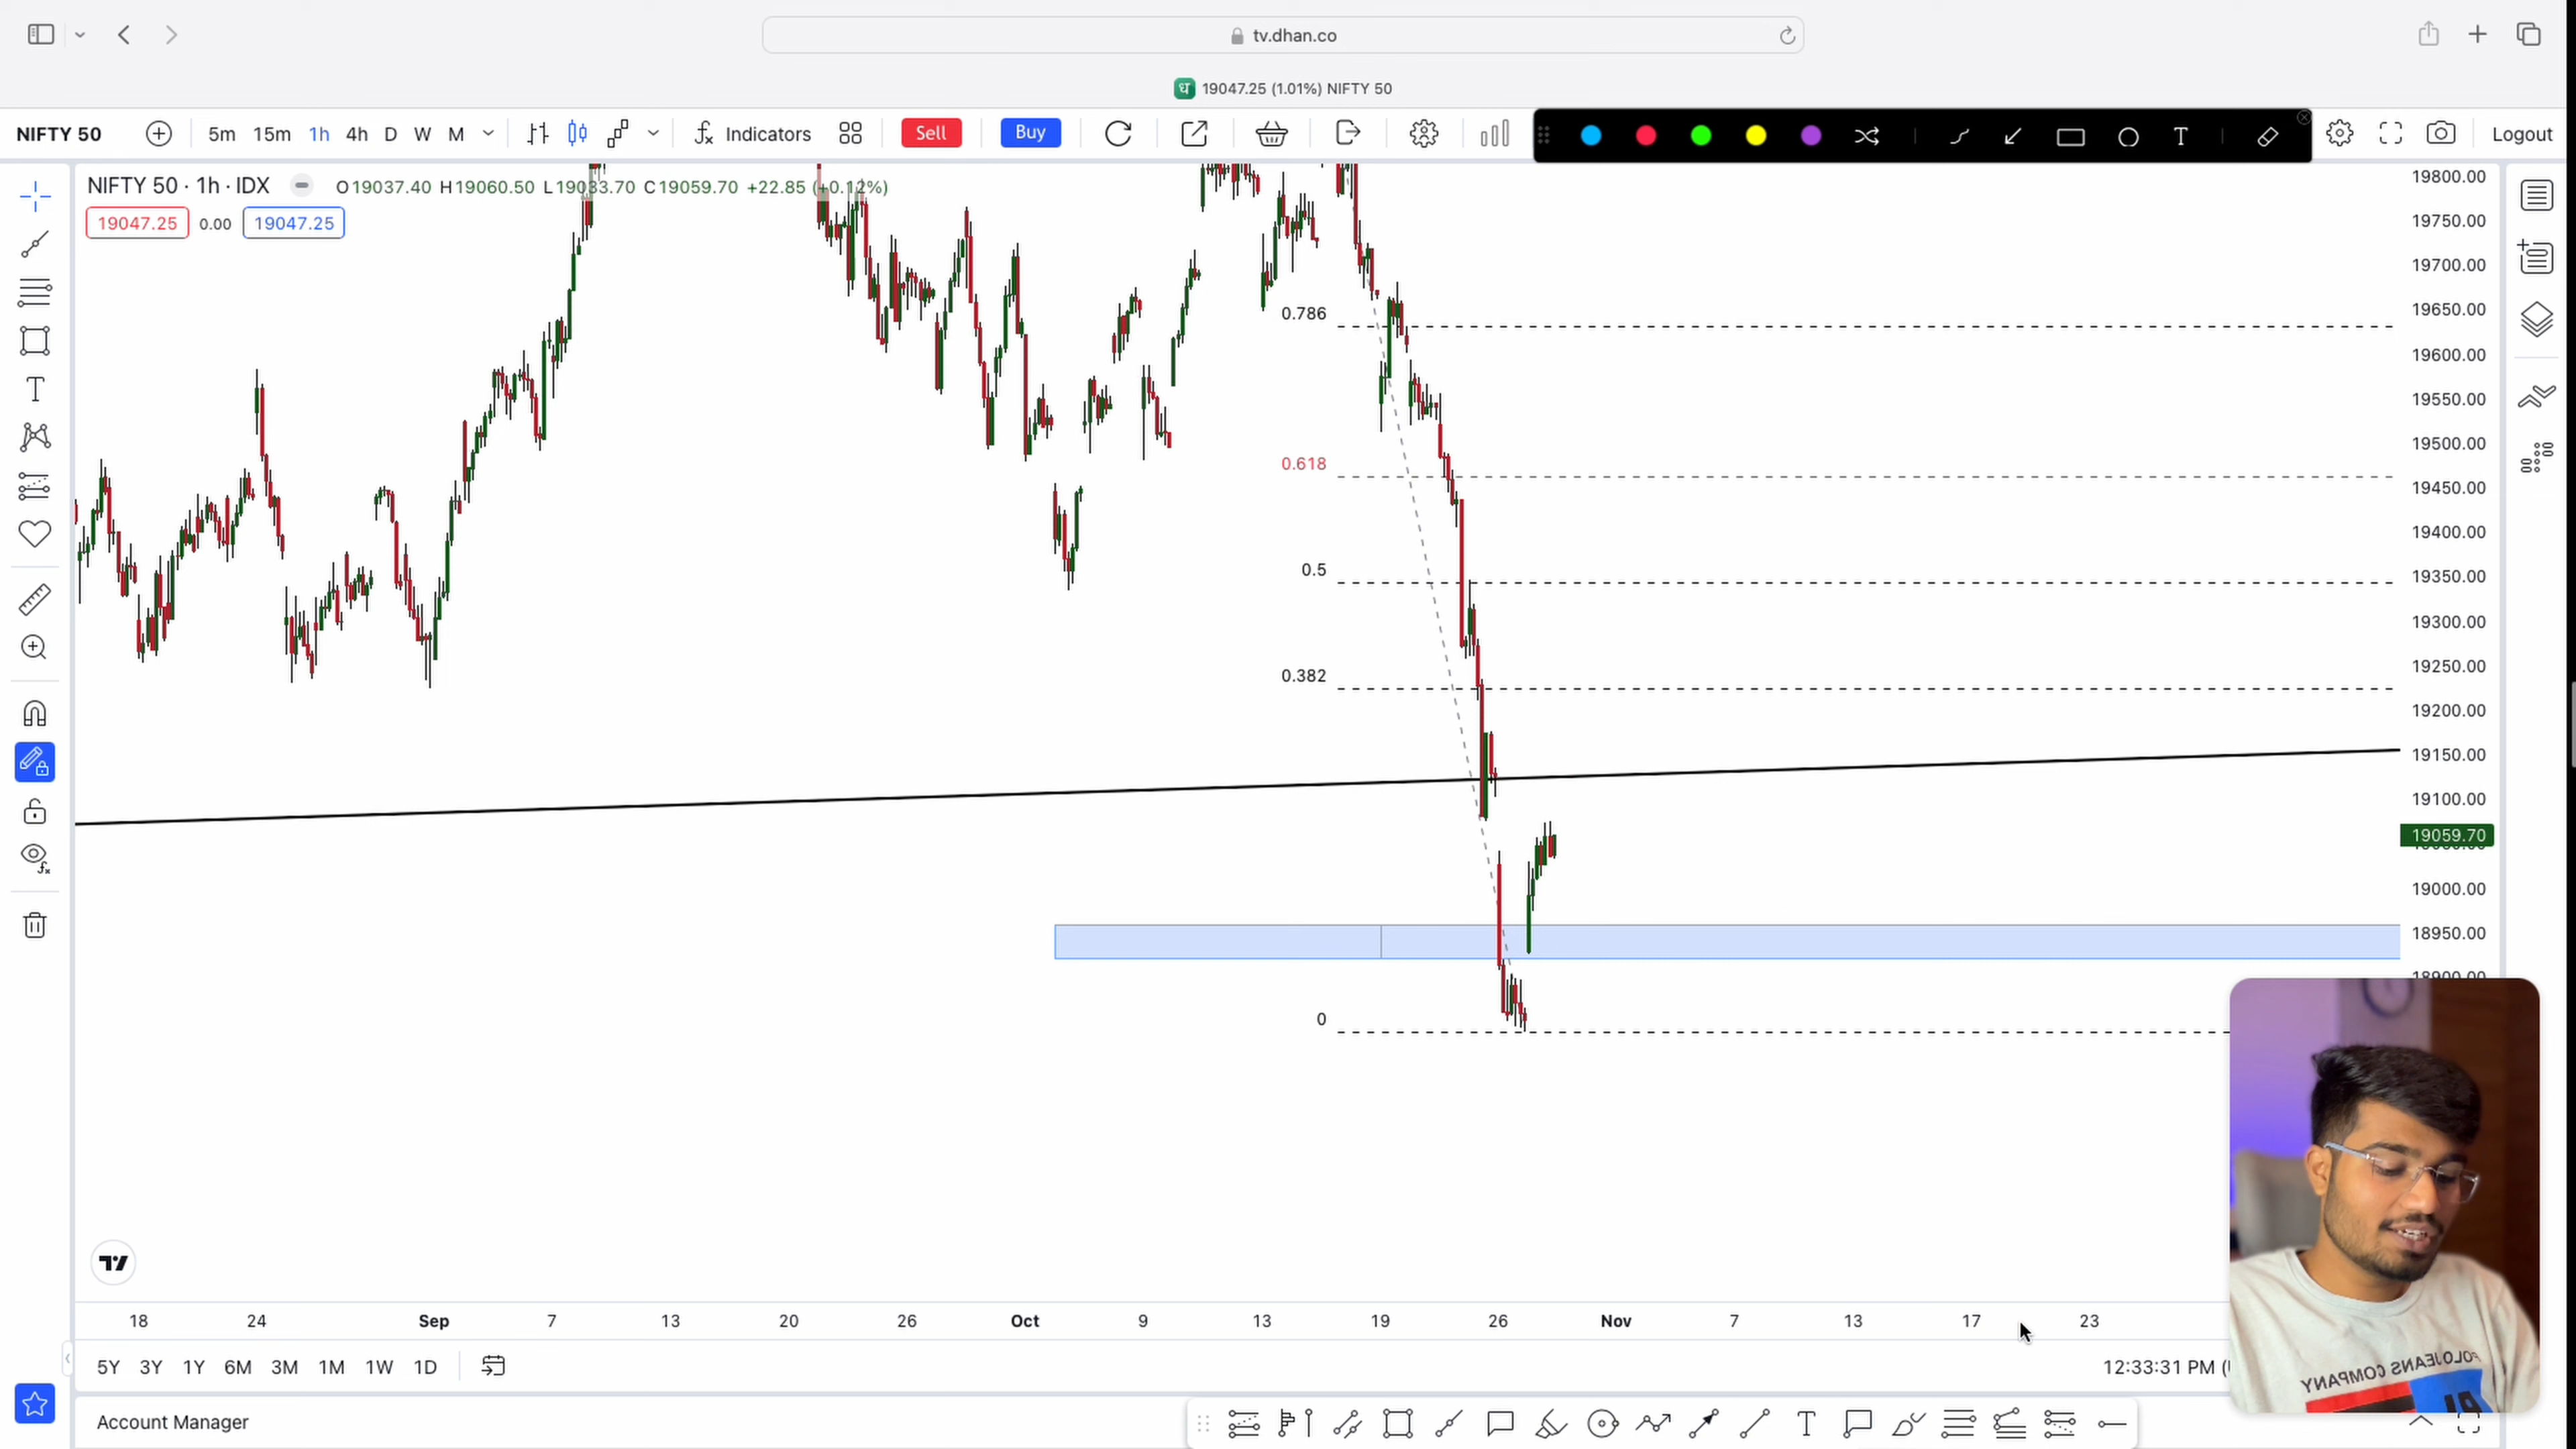 tv.dhan.co
ध 19047.25 (1.01%) NIFTY 50
NIFTY 50 5m 15m 1h 4h D W M Indicators Sell Buy T Logout
NIFTY 50 · 1h · IDX O19037.40 H19060.50 L19033.70 C19059.70 +22.85 (+0.12%)
19047.25 0.00 19047.25
19800.00
19750.00
19700.00
19650.00
0.786
19600.00
19550.00
19500.00
0.618
19450.00
19400.00
0.5
19350.00
19300.00
19250.00
0.382
19200.00
19150.00
19100.00
19059.70
19000.00
18950.00
18900.00
0
18 24 Sep 7 13 20 26 Oct 9 13 19 26 Nov 7 13 17 23
5Y 3Y 1Y 6M 3M 1M 1W 1D 12:33:31 PM
POLO JEANS COMPANY
Account Manager